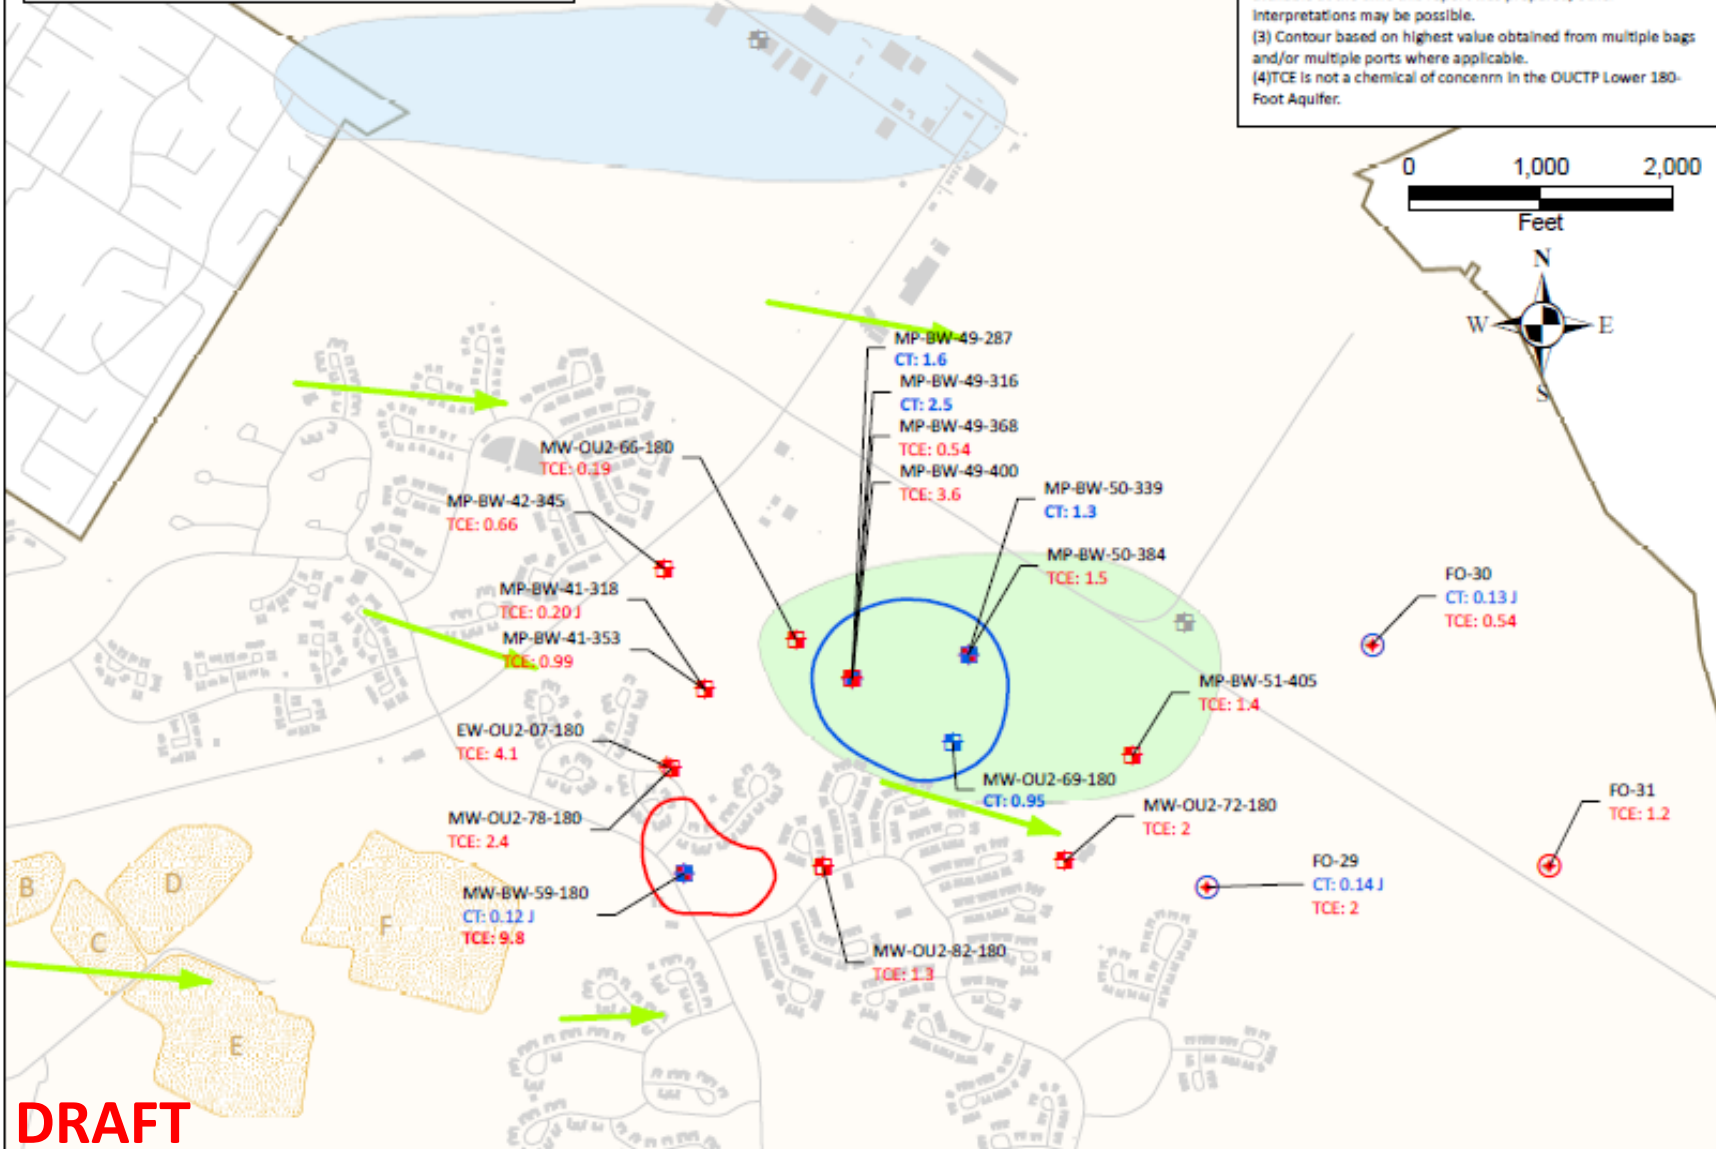 interpretations may be possible.
(3) Contour based on highest value obtained from multiple bags
and/or multiple ports where applicable.
(4)TCE is not a chemical of concenrn in the OUCTP Lower 180-
Foot Aquifer.
0 1,000 2,000
Feet
N
W E
S
MP-BW-49-287
CT: 1.6
MP-BW-49-316
CT: 2.5
MP-BW-49-368
TCE: 0.54
MP-BW-49-400
TCE: 3.6
MW-OU2-66-180
TCE: 0.19
MP-BW-42-345
TCE: 0.66
MP-BW-50-339
CT: 1.3
MP-BW-50-384
TCE: 1.5
FO-30
CT: 0.13 J
TCE: 0.54
MP-BW-41-318
TCE: 0.20 J
MP-BW-41-353
TCE: 0.99
MP-BW-51-405
TCE: 1.4
EW-OU2-07-180
TCE: 4.1
MW-OU2-69-180
CT: 0.95
MW-OU2-72-180
TCE: 2
FO-31
TCE: 1.2
MW-OU2-78-180
TCE: 2.4
FO-29
CT: 0.14 J
TCE: 2
MW-BW-59-180
CT: 0.12 J
TCE: 9.8
MW-OU2-82-180
TCE: 1.3
B
D
C
F
E
DRAFT